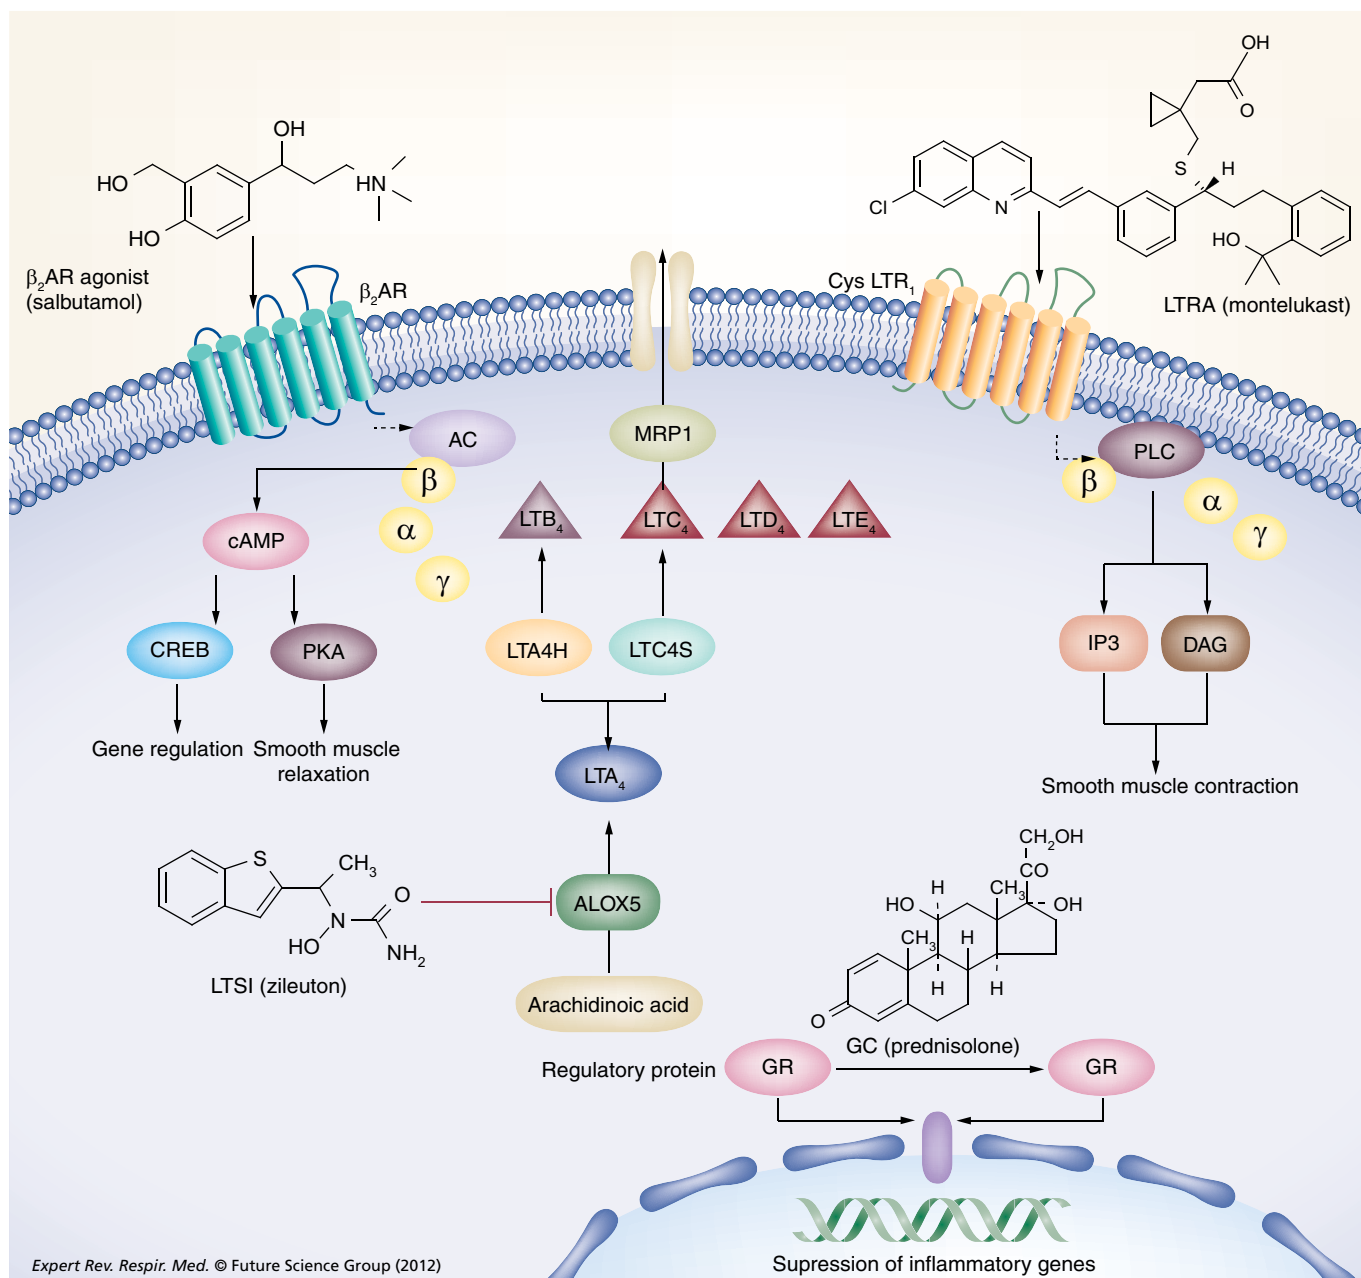 OH
HO
HO
HN
β₂AR agonist
(salbutamol)
β₂AR
OH
O
S
H
Cl
N
HO
Cys LTR₁
LTRA (montelukast)
AC
β
α
γ
MRP1
PLC
β
α
γ
cAMP
LTB₄
LTC₄
LTD₄
LTE₄
CREB
PKA
LTA4H
LTC4S
IP3
DAG
Gene regulation
Smooth muscle
relaxation
LTA₄
Smooth muscle contraction
S
CH₃
O
N
HO
NH₂
LTSI (zileuton)
ALOX5
Arachidinoic acid
CH₂OH
CO
CH₃
OH
H
HO
CH₃
H
H
H
O
GC (prednisolone)
Regulatory protein
GR
GR
Supression of inflammatory genes
Expert Rev. Respir. Med. © Future Science Group (2012)